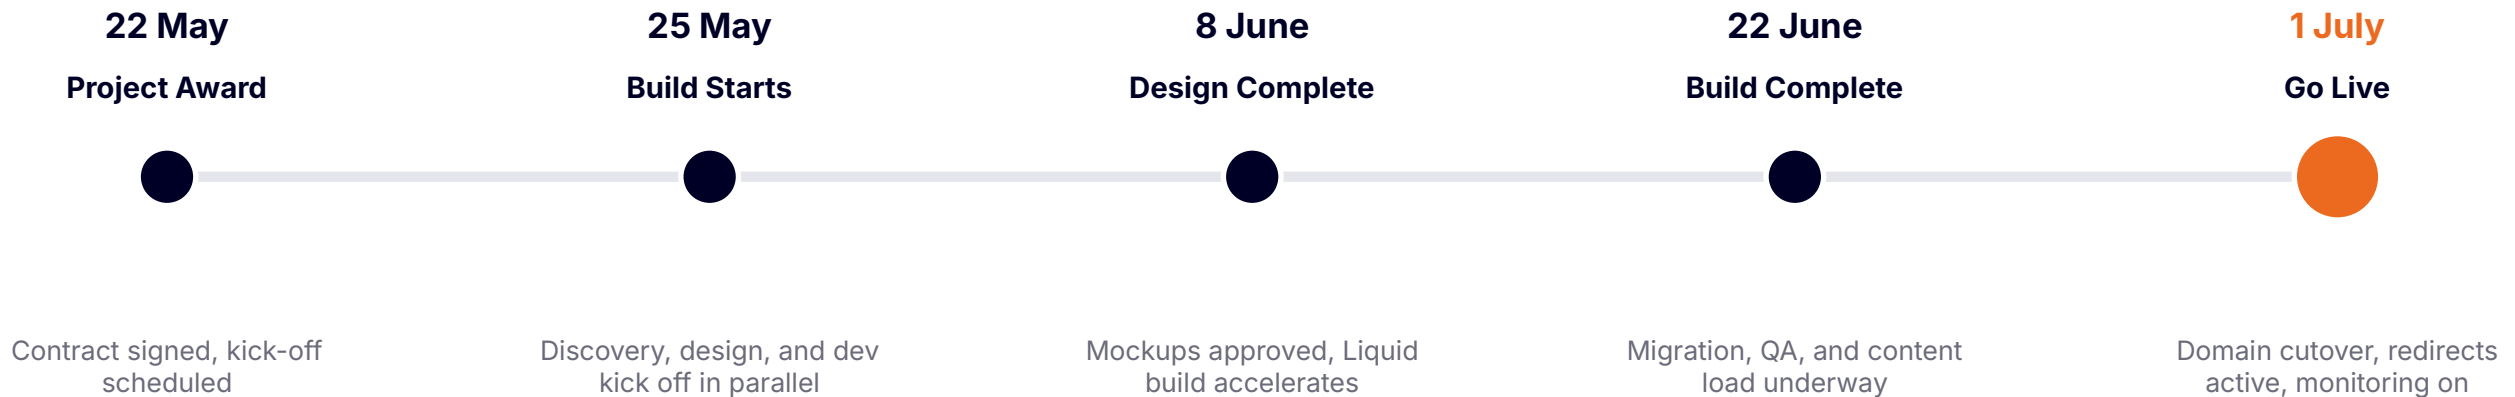 22 May
Project Award
Contract signed, kick-off
scheduled
25 May
Build Starts
Discovery, design, and dev
kick off in parallel
8 June
Design Complete
Mockups approved, Liquid
build accelerates
22 June
Build Complete
Migration, QA, and content
load underway
1 July
Go Live
Domain cutover, redirects
active, monitoring on